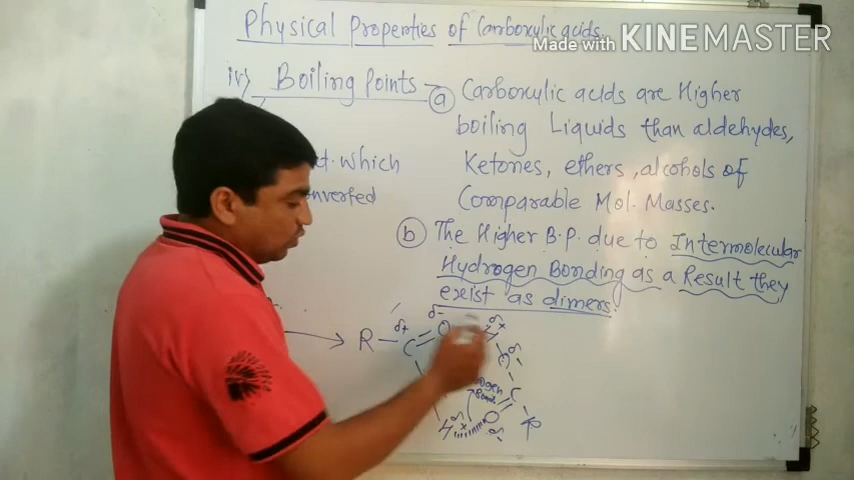 Physical Properties of Carboxylic acids.
Made with KINEMASTER
iv) Boiling Points → (a) Carboxylic acids are Higher
boiling Liquids than aldehydes,
which Ketones, ethers, alcohols of
Comparable Mol. Masses.
(b) The Higher B.P. due to Intermolecular
Hydrogen Bonding as a Result they
exeist as dimers.
δ- δ+
R - C = O H
δ+ O δ-
C
Bond
H δ+ O R
δ-